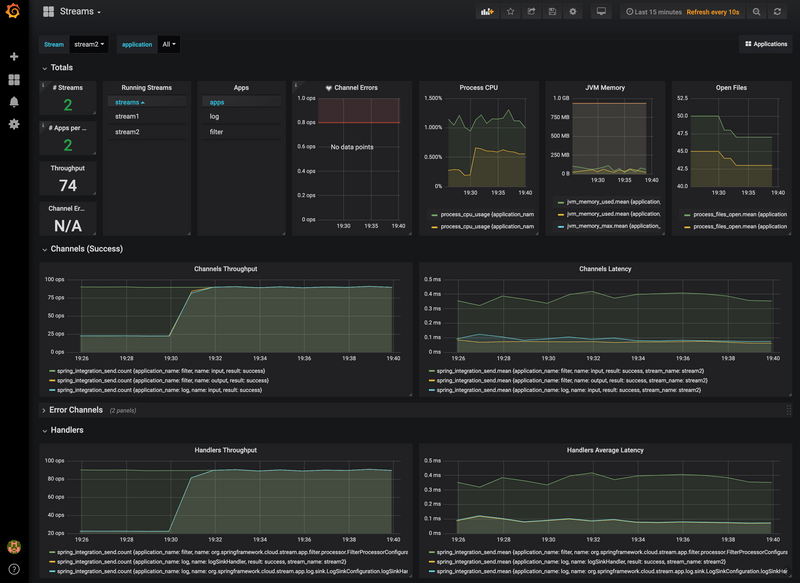 Streams
Last 15 minutes Refresh every 10s
Stream stream2 application All
Applications
Totals
# Streams
2
# Apps per ...
2
Throughput
74
Channel Er...
N/A
Running Streams
streams
stream1
stream2
Apps
apps
log
filter
Channel Errors
1.0 ops
0.8 ops
0.6 ops
0.4 ops
0.2 ops
0 ops
No data points
19:30 19:35 19:40
Process CPU
1.500%
1.000%
0.500%
0%
19:30 19:35 19:40
process_cpu_usage {application_nam
process_cpu_usage {application_nam
JVM Memory
1.0 GB
750 MB
500 MB
250 MB
0 B
19:30 19:35 19:40
jvm_memory_used.mean {application_
jvm_memory_used.mean {application_
jvm_memory_max.mean {application_
Open Files
52.5
50.0
47.5
45.0
42.5
40.0
19:30 19:35 19:40
process_files_open.mean {application
process_files_open.mean {application
Channels (Success)
Channels Throughput
100 ops
75 ops
50 ops
25 ops
0 ops
19:26 19:28 19:30 19:32 19:34 19:36 19:38 19:40
spring_integration_send.count {application_name: filter, name: input, result: success}
spring_integration_send.count {application_name: filter, name: output, result: success}
spring_integration_send.count {application_name: log, name: input, result: success}
Channels Latency
0.5 ms
0.4 ms
0.3 ms
0.2 ms
0.1 ms
0 ms
19:26 19:28 19:30 19:32 19:34 19:36 19:38 19:40
spring_integration_send.mean {application_name: filter, name: input, result: success, stream_name: stream2}
spring_integration_send.mean {application_name: filter, name: output, result: success, stream_name: stream2}
spring_integration_send.mean {application_name: log, name: input, result: success, stream_name: stream2}
Error Channels (2 panels)
Handlers
Handlers Throughput
100 ops
80 ops
60 ops
40 ops
20 ops
19:26 19:28 19:30 19:32 19:34 19:36 19:38 19:40
spring_integration_send.count {application_name: filter, name: org.springframework.cloud.stream.app.filter.processor.FilterProcessorConfigura
spring_integration_send.count {application_name: log, name: logSinkHandler, result: success, stream_name: stream2}
spring_integration_send.count {application_name: log, name: org.springframework.cloud.stream.app.log.sink.LogSinkConfiguration.logSinkHan
Handlers Average Latency
0.5 ms
0.4 ms
0.3 ms
0.2 ms
0.1 ms
0 ms
19:26 19:28 19:30 19:32 19:34 19:36 19:38 19:40
spring_integration_send.mean {application_name: filter, name: org.springframework.cloud.stream.app.filter.processor.FilterProcessorConfigura
spring_integration_send.mean {application_name: log, name: logSinkHandler, result: success, stream_name: stream2}
spring_integration_send.mean {application_name: log, name: org.springframework.cloud.stream.app.log.sink.LogSinkConfiguration.logSinkH